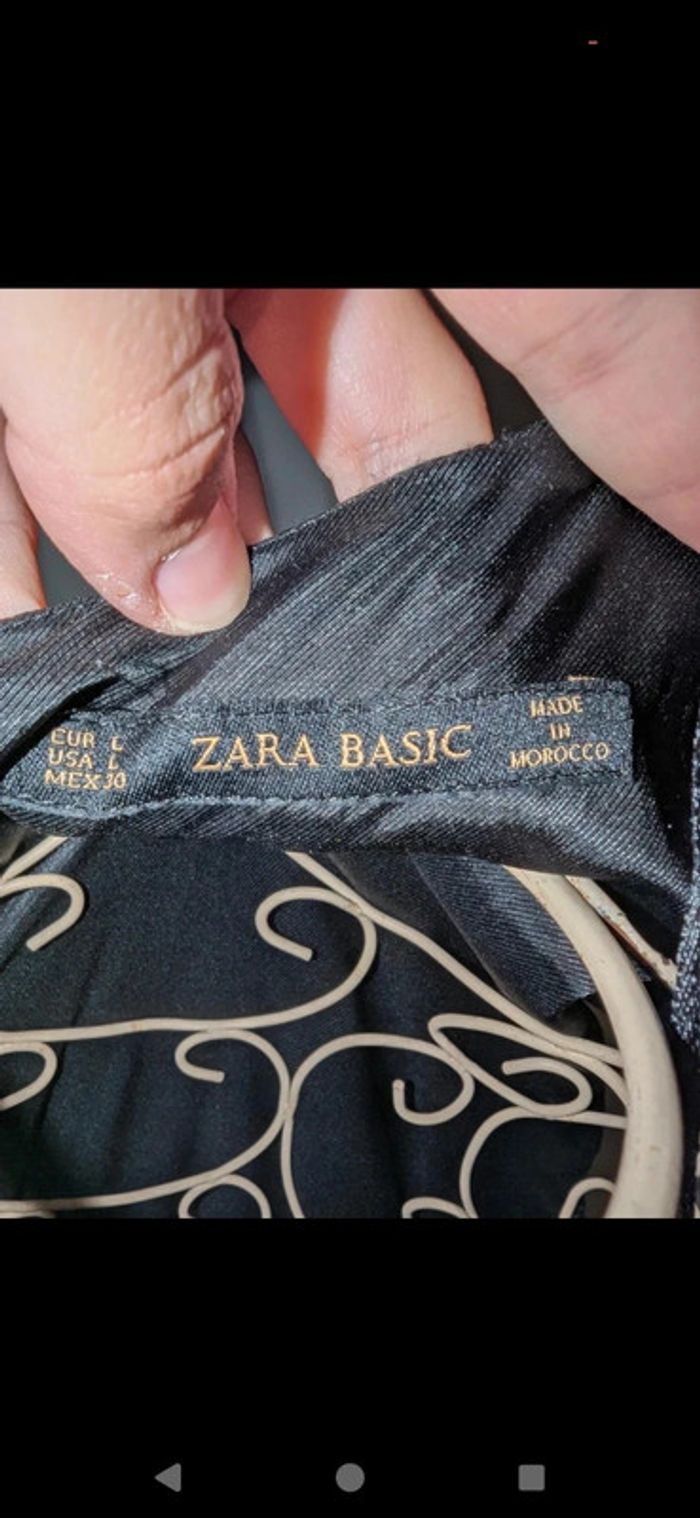 EUR L
USA L
MEX 30
ZARA BASIC
MADE
IN
MOROCCO